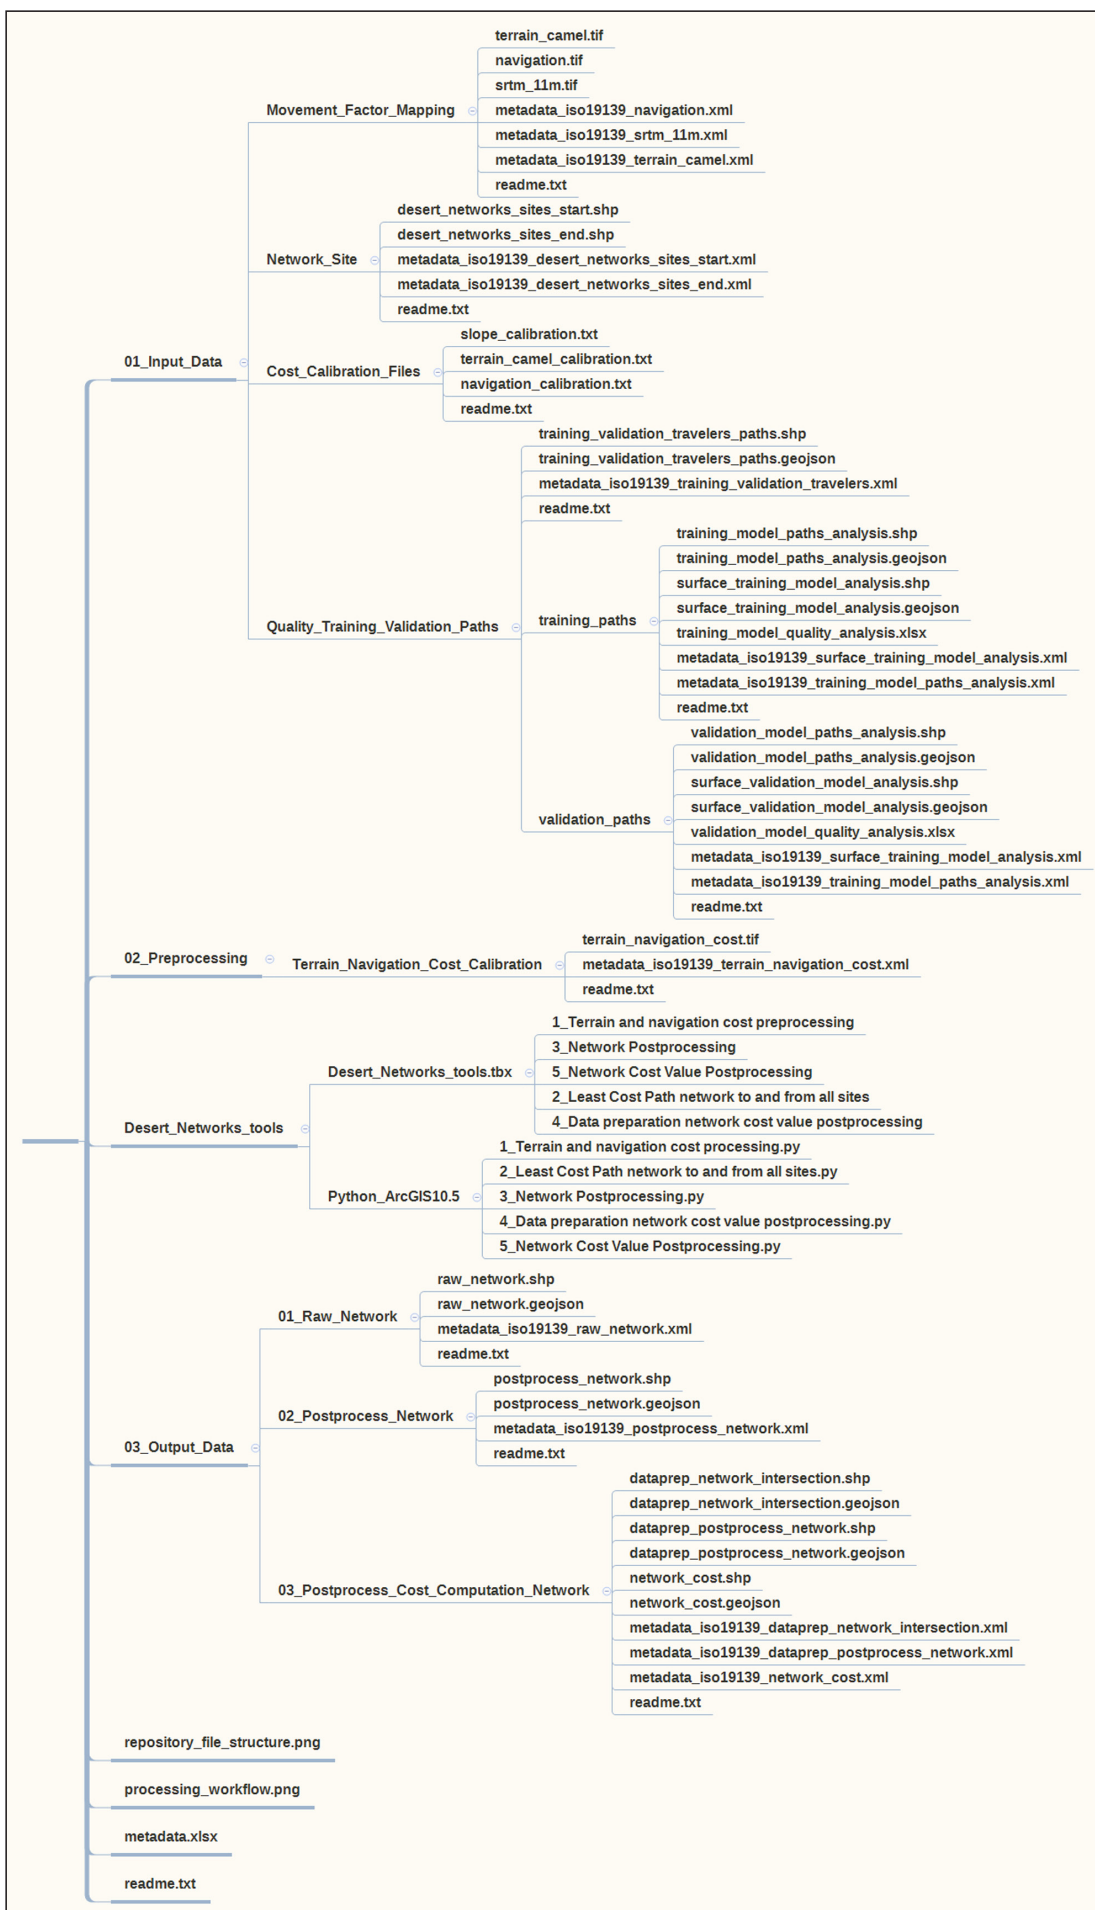 terrain_camel.tif
navigation.tif
srtm_11m.tif
Movement_Factor_Mapping
metadata_iso19139_navigation.xml
metadata_iso19139_srtm_11m.xml
metadata_iso19139_terrain_camel.xml
readme.txt
desert_networks_sites_start.shp
desert_networks_sites_end.shp
Network_Site
metadata_iso19139_desert_networks_sites_start.xml
metadata_iso19139_desert_networks_sites_end.xml
readme.txt
slope_calibration.txt
01_Input_Data
terrain_camel_calibration.txt
Cost_Calibration_Files
navigation_calibration.txt
readme.txt
training_validation_travelers_paths.shp
training_validation_travelers_paths.geojson
metadata_iso19139_training_validation_travelers.xml
readme.txt
training_model_paths_analysis.shp
training_model_paths_analysis.geojson
surface_training_model_analysis.shp
surface_training_model_analysis.geojson
Quality_Training_Validation_Paths
training_paths
training_model_quality_analysis.xlsx
metadata_iso19139_surface_training_model_analysis.xml
metadata_iso19139_training_model_paths_analysis.xml
readme.txt
validation_model_paths_analysis.shp
validation_model_paths_analysis.geojson
surface_validation_model_analysis.shp
surface_validation_model_analysis.geojson
validation_paths
validation_model_quality_analysis.xlsx
metadata_iso19139_surface_training_model_analysis.xml
metadata_iso19139_training_model_paths_analysis.xml
readme.txt
terrain_navigation_cost.tif
02_Preprocessing
Terrain_Navigation_Cost_Calibration
metadata_iso19139_terrain_navigation_cost.xml
readme.txt
1_Terrain and navigation cost preprocessing
3_Network Postprocessing
Desert_Networks_tools.tbx
5_Network Cost Value Postprocessing
2_Least Cost Path network to and from all sites
4_Data preparation network cost value postprocessing
Desert_Networks_tools
1_Terrain and navigation cost processing.py
2_Least Cost Path network to and from all sites.py
Python_ArcGIS10.5
3_Network Postprocessing.py
4_Data preparation network cost value postprocessing.py
5_Network Cost Value Postprocessing.py
raw_network.shp
raw_network.geojson
01_Raw_Network
metadata_iso19139_raw_network.xml
readme.txt
postprocess_network.shp
postprocess_network.geojson
02_Postprocess_Network
metadata_iso19139_postprocess_network.xml
03_Output_Data
readme.txt
dataprep_network_intersection.shp
dataprep_network_intersection.geojson
dataprep_postprocess_network.shp
dataprep_postprocess_network.geojson
network_cost.shp
03_Postprocess_Cost_Computation_Network
network_cost.geojson
metadata_iso19139_dataprep_network_intersection.xml
metadata_iso19139_dataprep_postprocess_network.xml
metadata_iso19139_network_cost.xml
readme.txt
repository_file_structure.png
processing_workflow.png
metadata.xlsx
readme.txt